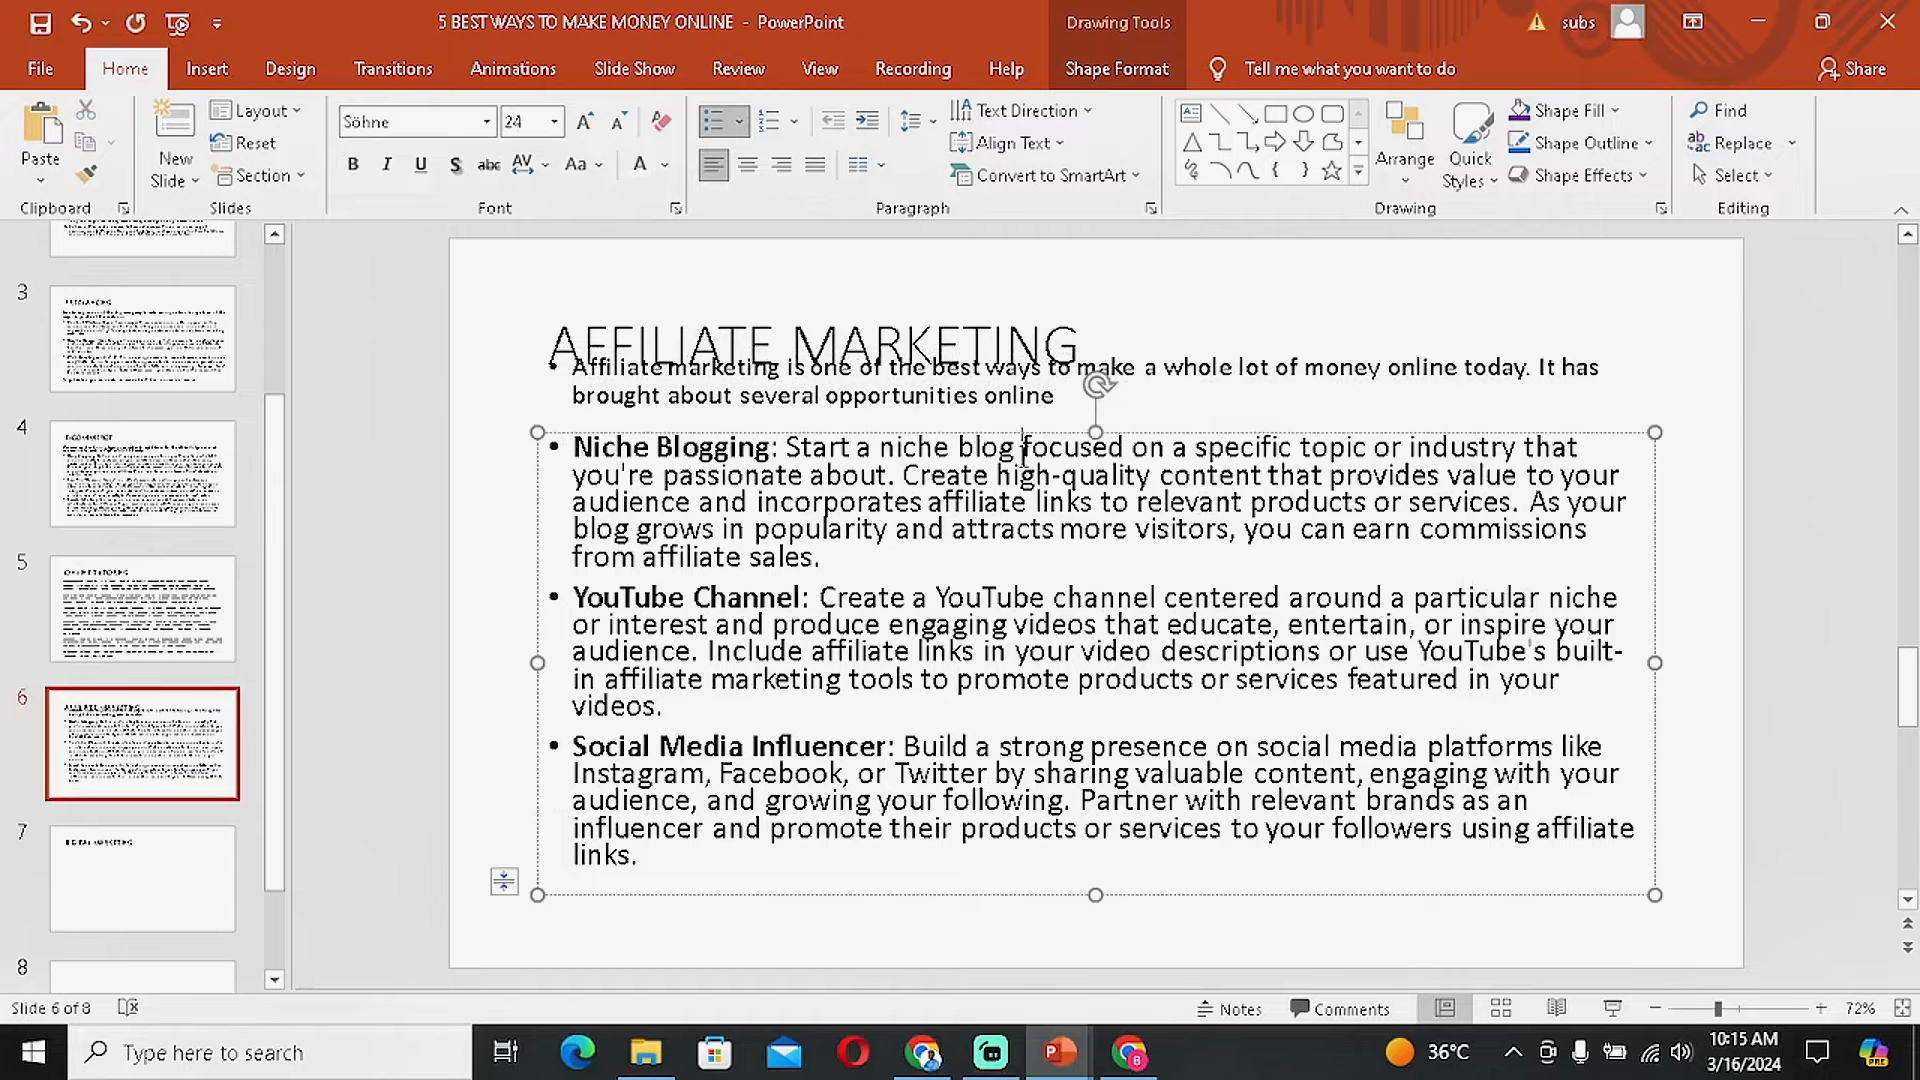 5 BEST WAYS TO MAKE MONEY ONLINE - PowerPoint
Drawing Tools
subs
File Home Insert Design Transitions Animations Slide Show Review View Recording Help Shape Format Tell me what you want to do Share
Paste
Clipboard
New Slide
Layout
Reset
Section
Slides
Söhne 24
B I U S abc AV Aa A
Font
Text Direction
Align Text
Convert to SmartArt
Paragraph
Arrange
Quick Styles
Shape Fill
Shape Outline
Shape Effects
Drawing
Find
Replace
Select
Editing
3
4
5
6
7
8
AFFILIATE MARKETING
• Affiliate marketing is one of the best ways to make a whole lot of money online today. It has
brought about several opportunities online
• Niche Blogging: Start a niche blog focused on a specific topic or industry that
you're passionate about. Create high-quality content that provides value to your
audience and incorporates affiliate links to relevant products or services. As your
blog grows in popularity and attracts more visitors, you can earn commissions
from affiliate sales.
• YouTube Channel: Create a YouTube channel centered around a particular niche
or interest and produce engaging videos that educate, entertain, or inspire your
audience. Include affiliate links in your video descriptions or use YouTube's built-
in affiliate marketing tools to promote products or services featured in your
videos.
• Social Media Influencer: Build a strong presence on social media platforms like
Instagram, Facebook, or Twitter by sharing valuable content, engaging with your
audience, and growing your following. Partner with relevant brands as an
influencer and promote their products or services to your followers using affiliate
links.
Slide 6 of 8
Notes
Comments
72%
Type here to search
36°C
10:15 AM
3/16/2024